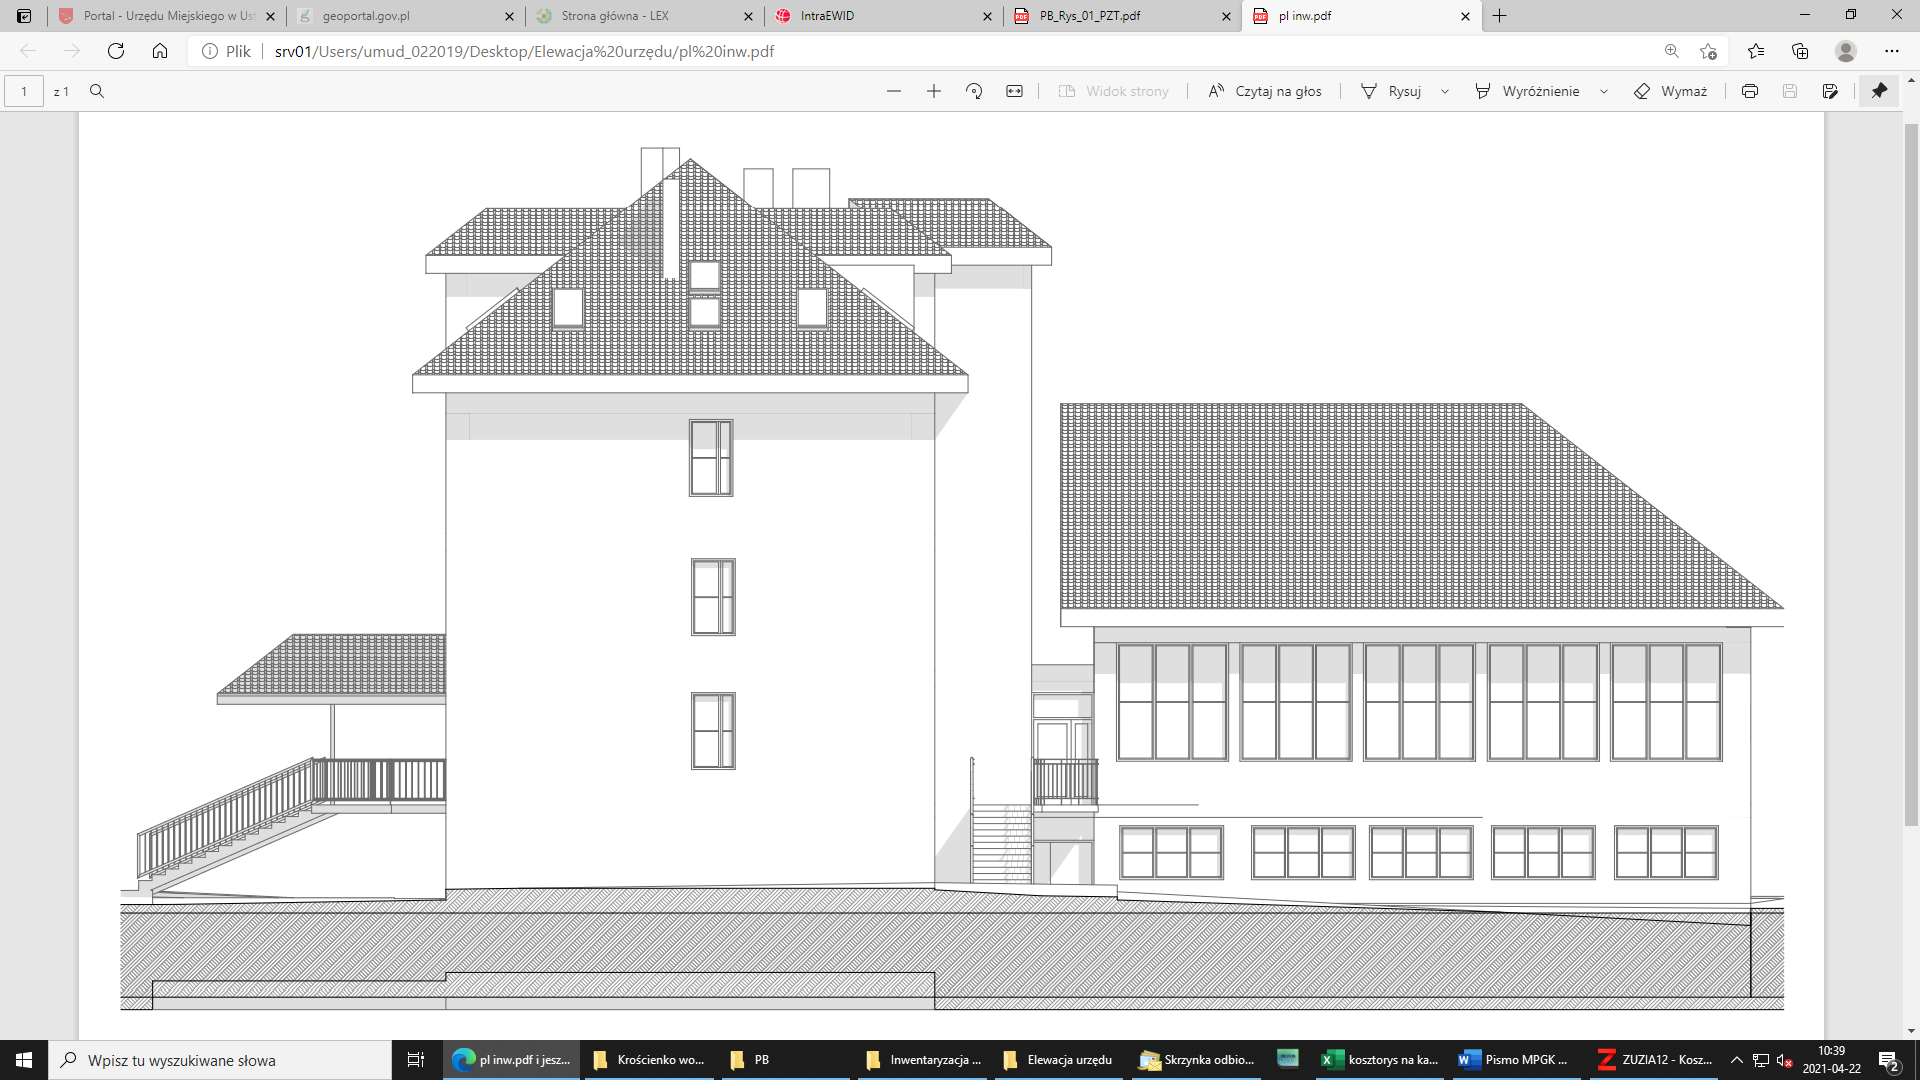 Portal - Urzędu Miejskiego w Ust
geoportal.gov.pl
Strona główna - LEX
IntraEWID
PB_Rys_01_PZT.pdf
pl inw.pdf
Plik
srv01/Users/umud_022019/Desktop/Elewacja%20urzędu/pl%20inw.pdf
1 z 1
Widok strony
Czytaj na głos
Rysuj
Wyróżnienie
Wymaż
Wpisz tu wyszukiwane słowa
pl inw.pdf i jesz...
Krościenko wo...
PB
Inwentaryzacja ...
Elewacja urzędu
Skrzynka odbio...
kosztorys na ka...
Pismo MPGK ...
ZUZIA12 - Kosz...
10:39
2021-04-22
2